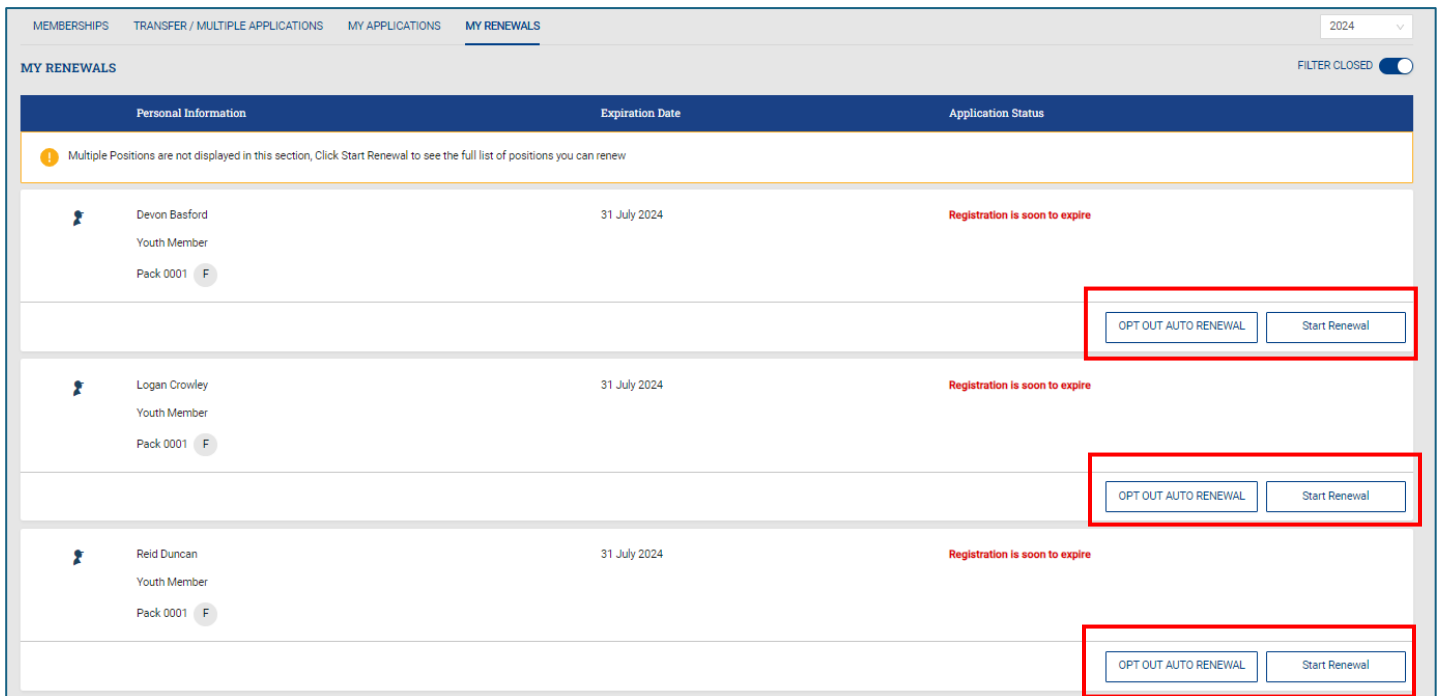 MEMBERSHIPS TRANSFER / MULTIPLE APPLICATIONS MY APPLICATIONS MY RENEWALS 2024
MY RENEWALS FILTER CLOSED
Personal Information Expiration Date Application Status
! Multiple Positions are not displayed in this section, Click Start Renewal to see the full list of positions you can renew
Devon Basford 31 July 2024 Registration is soon to expire
Youth Member
Pack 0001 F
OPT OUT AUTO RENEWAL Start Renewal
Logan Crowley 31 July 2024 Registration is soon to expire
Youth Member
Pack 0001 F
OPT OUT AUTO RENEWAL Start Renewal
Reid Duncan 31 July 2024 Registration is soon to expire
Youth Member
Pack 0001 F
OPT OUT AUTO RENEWAL Start Renewal